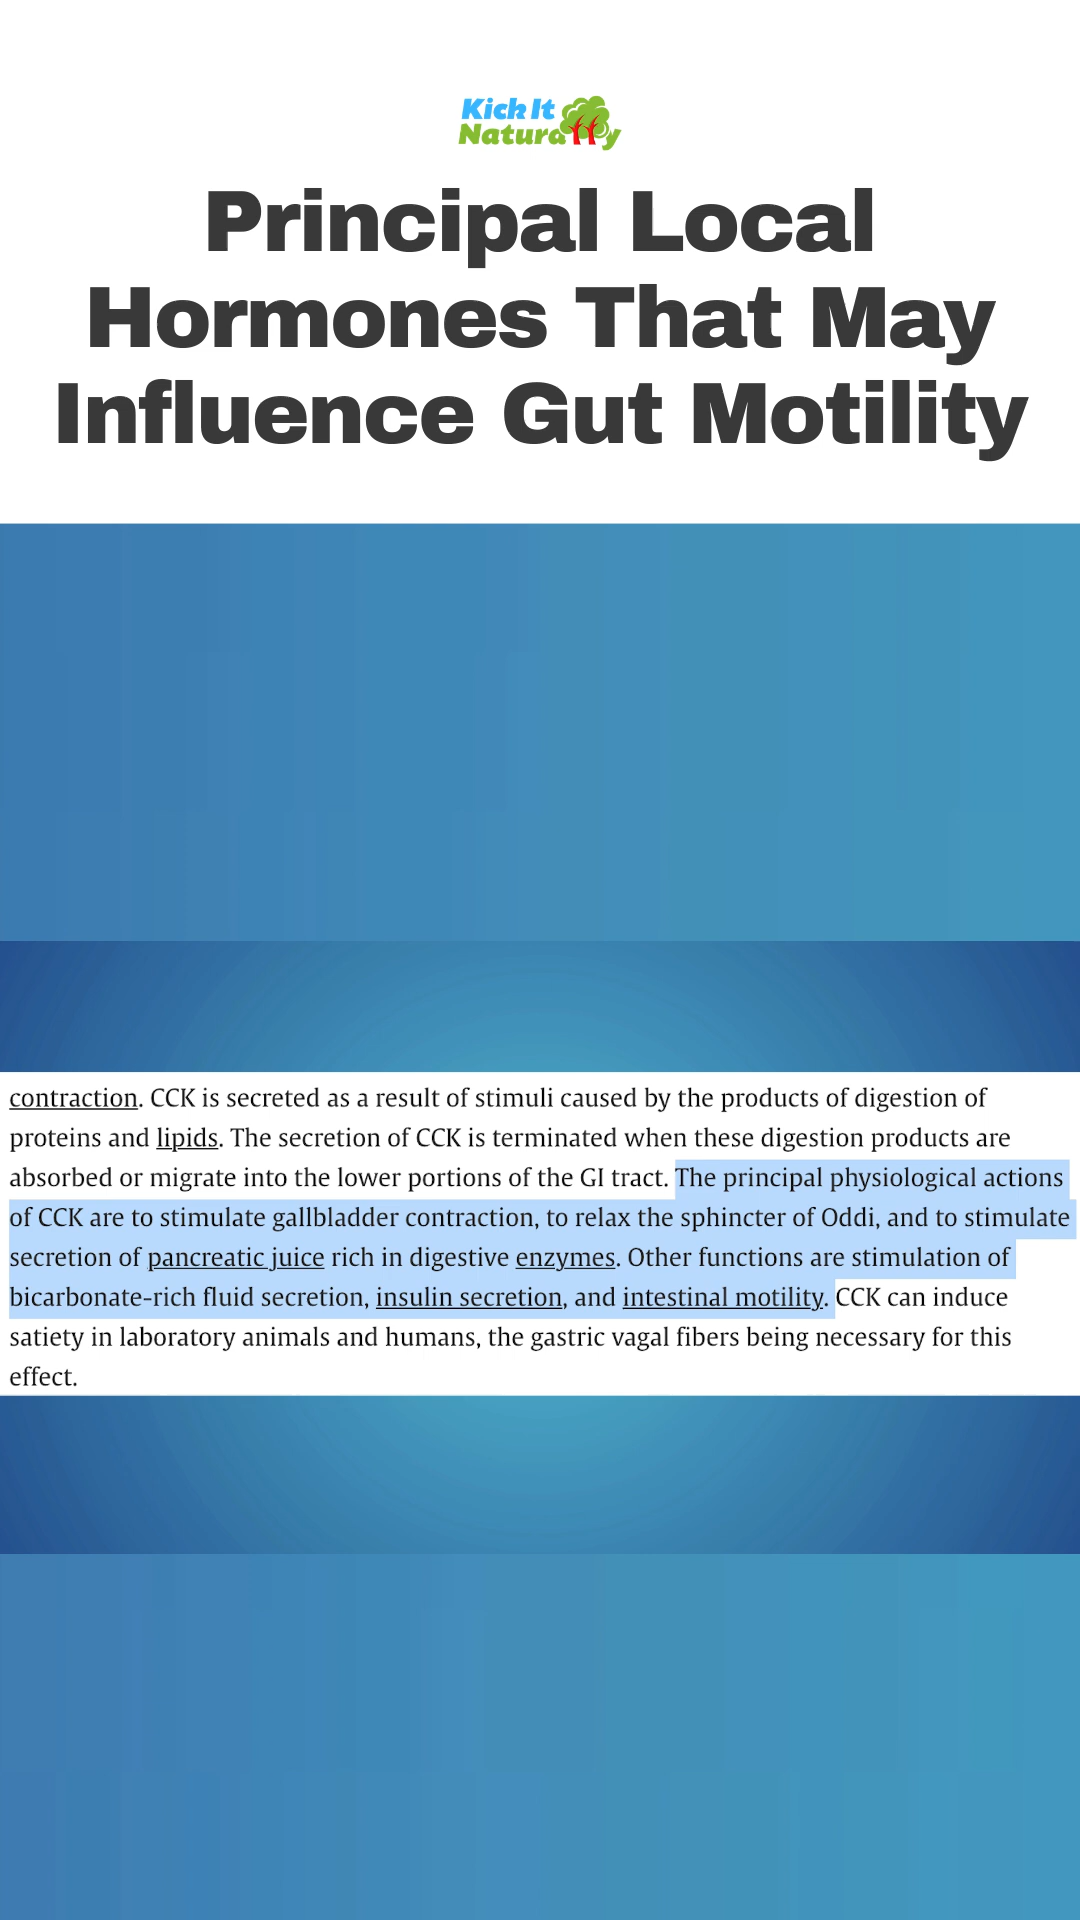 Kick It
Naturally
Principal Local
Hormones That May
Influence Gut Motility
contraction. CCK is secreted as a result of stimuli caused by the products of digestion of
proteins and lipids. The secretion of CCK is terminated when these digestion products are
absorbed or migrate into the lower portions of the GI tract. The principal physiological actions
of CCK are to stimulate gallbladder contraction, to relax the sphincter of Oddi, and to stimulate
secretion of pancreatic juice rich in digestive enzymes. Other functions are stimulation of
bicarbonate-rich fluid secretion, insulin secretion, and intestinal motility. CCK can induce
satiety in laboratory animals and humans, the gastric vagal fibers being necessary for this
effect.